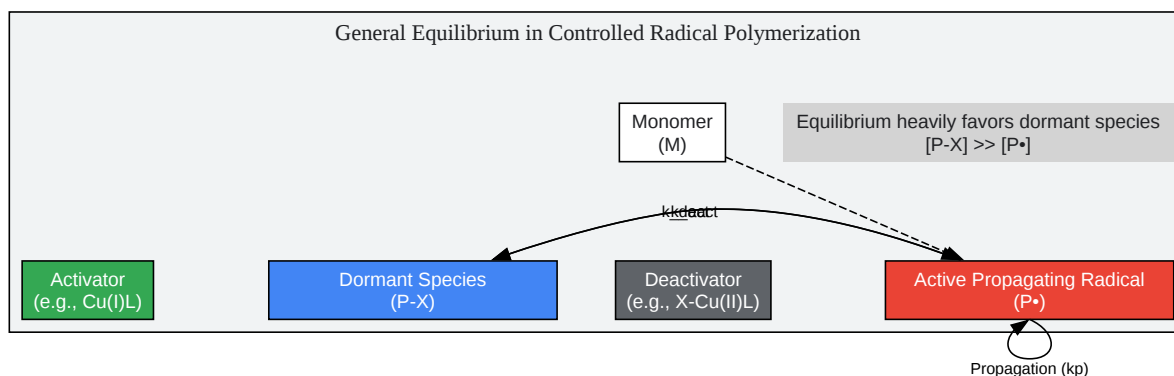 General Equilibrium in Controlled Radical Polymerization
Monomer
(M)
Equilibrium heavily favors dormant species
[P-X] >> [P•]
Activator
(e.g., Cu(I)L)
Dormant Species
(P-X)
Deactivator
(e.g., X-Cu(II)L)
Active Propagating Radical
(P•)
Propagation (kp)